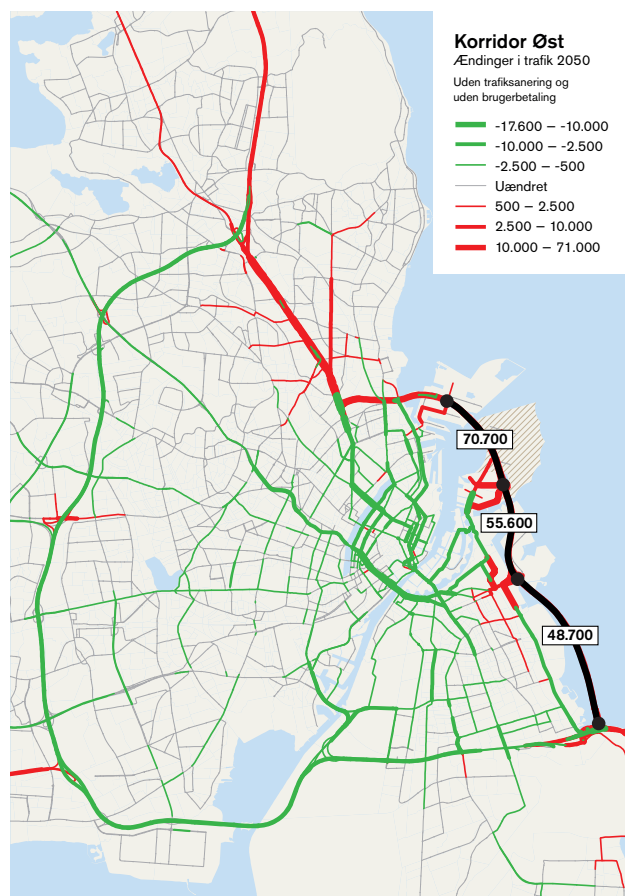 Korridor Øst
Ændinger i trafik 2050
Uden trafiksanering og
uden brugerbetaling
-17.600 – -10.000
-10.000 – -2.500
-2.500 – -500
Uændret
500 – 2.500
2.500 – 10.000
10.000 – 71.000
70.700
55.600
48.700